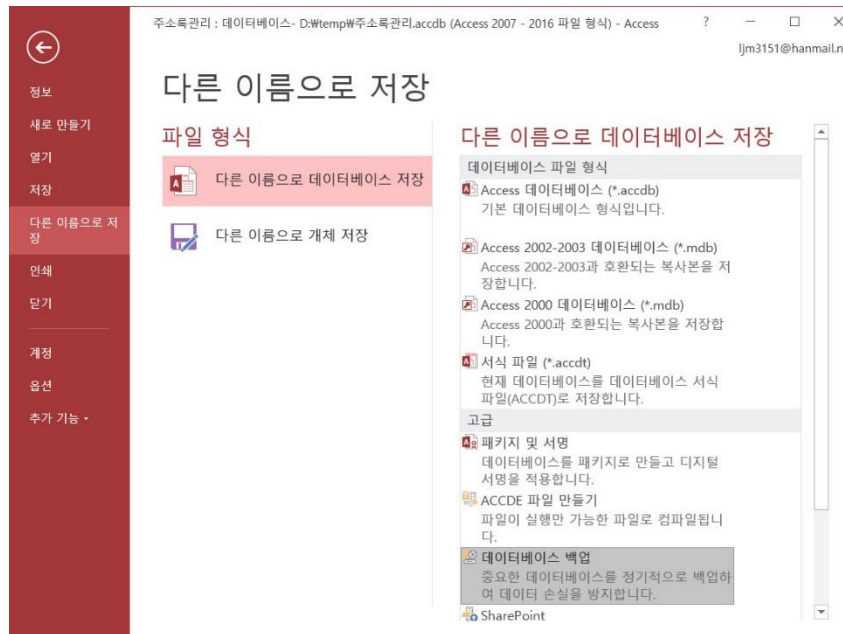 주소록관리 : 데이터베이스- D:₩temp₩주소록관리.accdb (Access 2007 - 2016 파일 형식) - Access
?
ljm3151@hanmail.n
정보
새로 만들기
열기
저장
다른 이름으로 저
장
인쇄
닫기
계정
옵션
추가 기능
다른 이름으로 저장
파일 형식
다른 이름으로 데이터베이스 저장
다른 이름으로 개체 저장
다른 이름으로 데이터베이스 저장
데이터베이스 파일 형식
Access 데이터베이스 (*.accdb)
기본 데이터베이스 형식입니다.
Access 2002-2003 데이터베이스 (*.mdb)
Access 2002-2003과 호환되는 복사본을 저
장합니다.
Access 2000 데이터베이스 (*.mdb)
Access 2000과 호환되는 복사본을 저장합
니다.
서식 파일 (*.accdt)
현재 데이터베이스를 데이터베이스 서식
파일(ACCDT)로 저장합니다.
고급
패키지 및 서명
데이터베이스를 패키지로 만들고 디지털
서명을 적용합니다.
ACCDE 파일 만들기
파일이 실행만 가능한 파일로 컴파일됩니
다.
데이터베이스 백업
중요한 데이터베이스를 정기적으로 백업하
여 데이터 손실을 방지합니다.
SharePoint